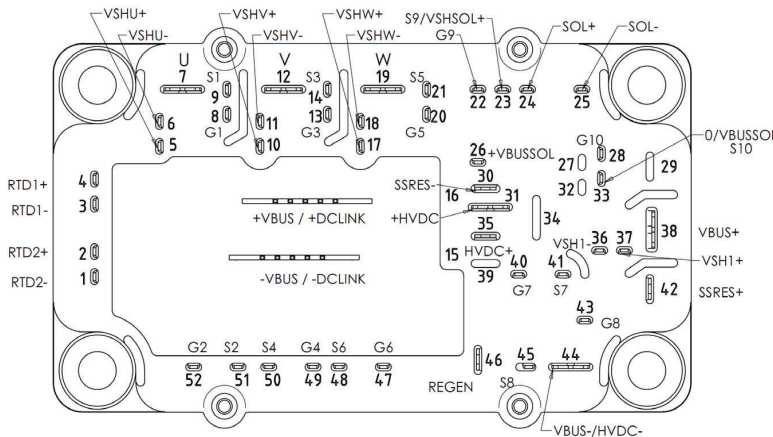 VSHU+
VSHU-
VSHV+
VSHV-
VSHW+
VSHW-
S9/VSHSOL+
G9
SOL+
SOL-
U
7
S1
9
V
12
S3
14
W
19
S5
21
22
23
24
25
6
8
11
13
18
20
G1
G3
G5
5
10
17
26
+VBUSSOL
27
G10
28
29
0/VBUSSOL
S10
RTD1+
4
SSRES-
16
30
32
33
RTD1-
3
+VBUS / +DCLINK
+HVDC
31
34
35
38
VBUS+
RTD2+
2
15
HVDC+
VSH1-
36
37
VSH1+
RTD2-
1
-VBUS / -DCLINK
39
40
G7
41
S7
42
SSRES+
43
G8
G2
S2
S4
G4
S6
G6
52
51
50
49
48
47
46
REGEN
45
S8
44
VBUS-/HVDC-